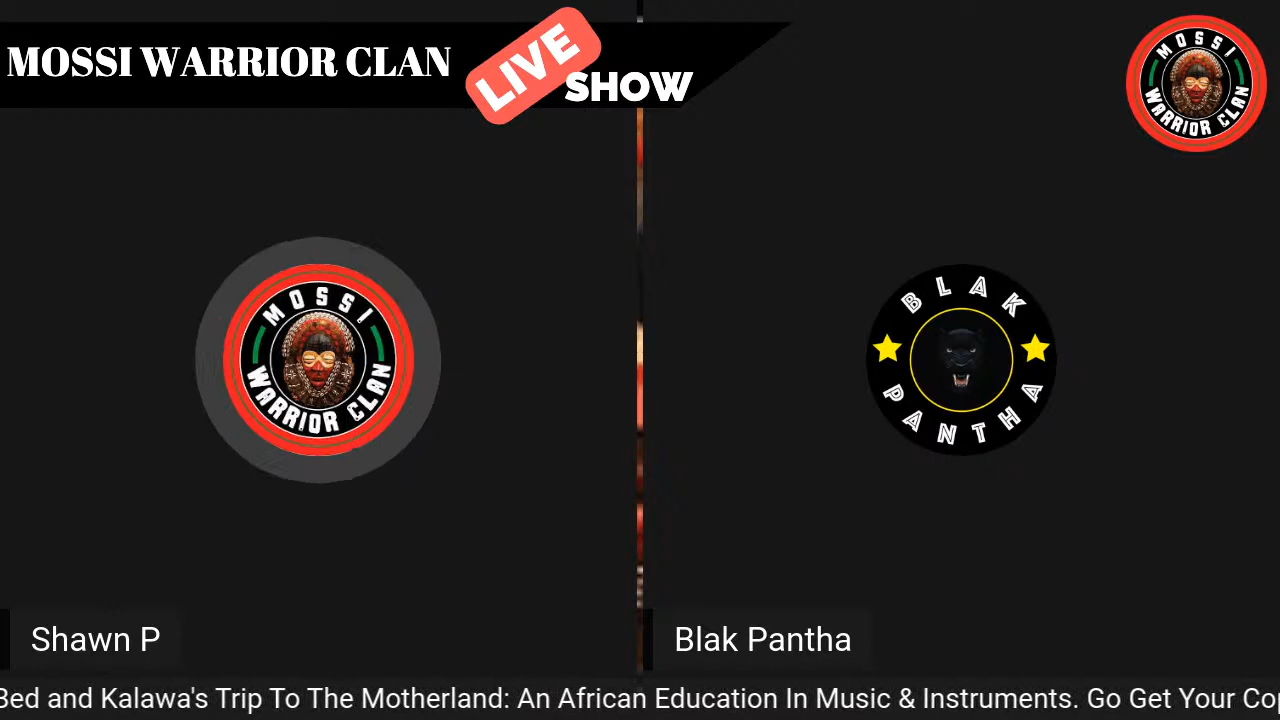 MOSSI WARRIOR CLAN
LIVE
SHOW
MOSSI
WARRIOR CLAN
MOSSI
WARRIOR CLAN
BLAK
PANTHA
Shawn P
Blak Pantha
Bed and Kalawa's Trip To The Motherland: An African Education In Music & Instruments. Go Get Your